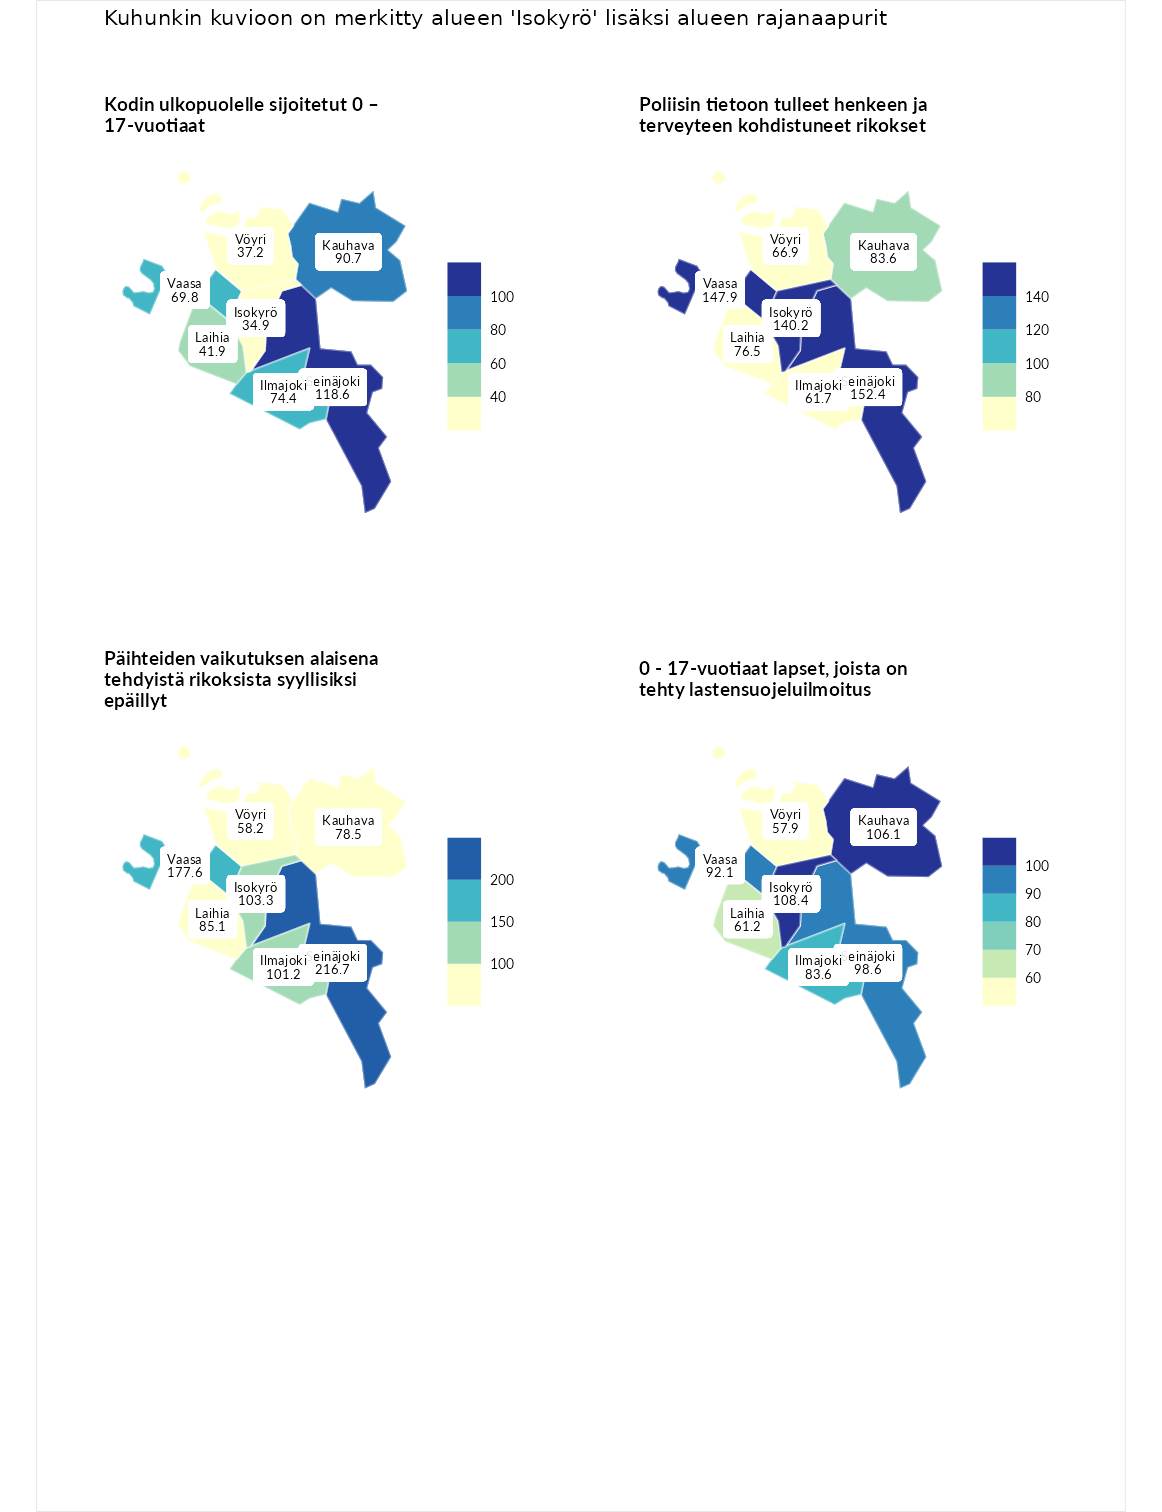 Kuhunkin kuvioon on merkitty alueen 'Isokyrö' lisäksi alueen rajanaapurit
Kodin ulkopuolelle sijoitetut 0 –
17-vuotiaat
Vöyri
37.2
Kauhava
90.7
Vaasa
69.8
Isokyrö
34.9
Laihia
41.9
Ilmajoki
74.4
einäjoki
118.6
100
80
60
40
Poliisin tietoon tulleet henkeen ja
terveyteen kohdistuneet rikokset
Vöyri
66.9
Kauhava
83.6
Vaasa
147.9
Isokyrö
140.2
Laihia
76.5
Ilmajoki
61.7
einäjoki
152.4
140
120
100
80
Päihteiden vaikutuksen alaisena
tehdyistä rikoksista syyllisiksi
epäillyt
Vöyri
58.2
Kauhava
78.5
Vaasa
177.6
Isokyrö
103.3
Laihia
85.1
Ilmajoki
101.2
einäjoki
216.7
200
150
100
0 - 17-vuotiaat lapset, joista on
tehty lastensuojeluilmoitus
Vöyri
57.9
Kauhava
106.1
Vaasa
92.1
Isokyrö
108.4
Laihia
61.2
Ilmajoki
83.6
einäjoki
98.6
100
90
80
70
60